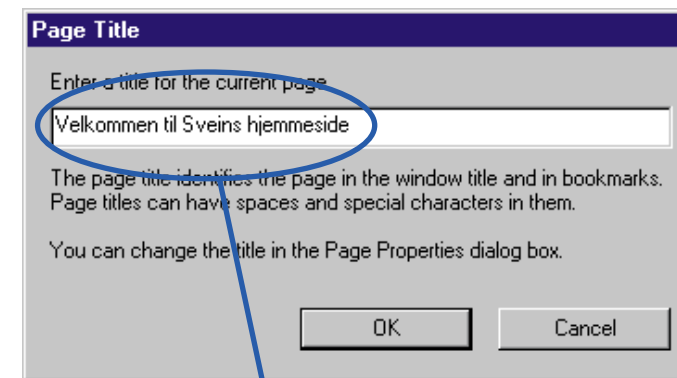 Page Title
Enter a title for the current page
Velkommen til Sveins hjemmeside
The page title identifies the page in the window title and in bookmarks.
Page titles can have spaces and special characters in them.
You can change the title in the Page Properties dialog box.
OK
Cancel